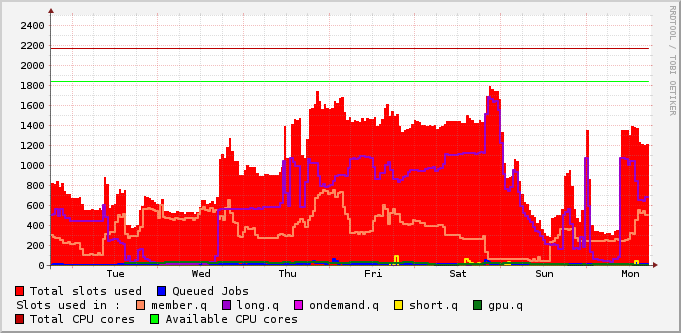 2400
2200
2000
1800
1600
1400
1200
1000
800
600
400
200
0
Tue Wed Thu Fri Sat Sun Mon
RRDTOOL / TOBI OETIKER
Total slots used Queued Jobs
Slots used in : member.q long.q ondemand.q short.q gpu.q
Total CPU cores Available CPU cores